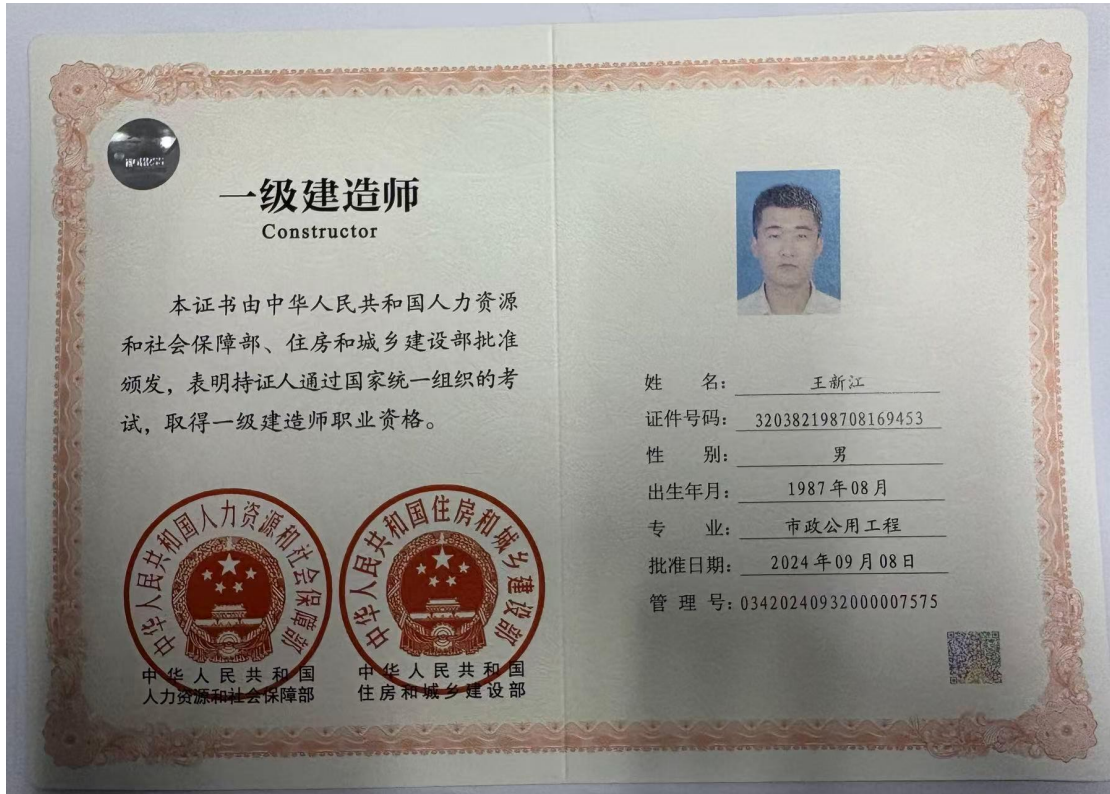 一级建造师
Constructor
本证书由中华人民共和国人力资源
和社会保障部、住房和城乡建设部批准
颁发，表明持证人通过国家统一组织的考
试，取得一级建造师职业资格。
中华人民共和国人力资源和社会保障部
中华人民共和国住房和城乡建设部
中华人民共和国
人力资源和社会保障部
中华人民共和国
住房和城乡建设部
姓 名：王新江
证件号码：320382198708169453
性 别：男
出生年月：1987年08月
专 业：市政公用工程
批准日期：2024年09月08日
管 理 号：03420240932000007575